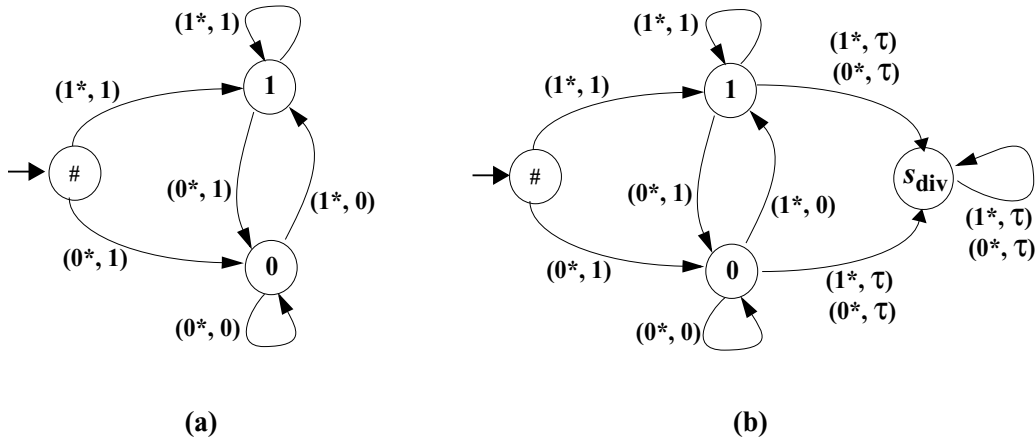 (1*, 1)
1
(1*, 1)
#
(0*, 1)
(1*, 0)
(0*, 1)
0
(0*, 0)
(a)
(1*, 1)
(1*, τ)
(0*, τ)
1
(1*, 1)
#
(0*, 1)
(1*, 0)
s_div
(1*, τ)
(0*, τ)
(0*, 1)
0
(1*, τ)
(0*, τ)
(0*, 0)
(b)